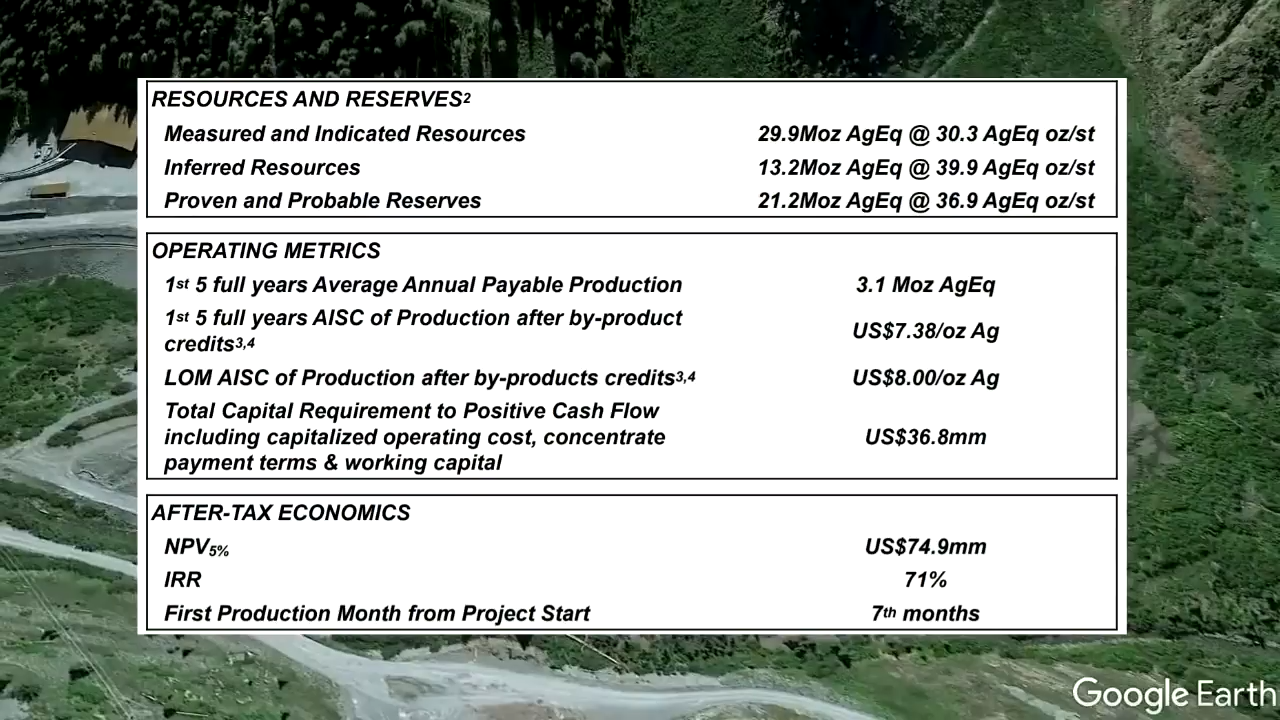 RESOURCES AND RESERVES2
Measured and Indicated Resources 29.9Moz AgEq @ 30.3 AgEq oz/st
Inferred Resources 13.2Moz AgEq @ 39.9 AgEq oz/st
Proven and Probable Reserves 21.2Moz AgEq @ 36.9 AgEq oz/st
OPERATING METRICS
1st 5 full years Average Annual Payable Production 3.1 Moz AgEq
1st 5 full years AISC of Production after by-product
credits3,4 US$7.38/oz Ag
LOM AISC of Production after by-products credits3,4 US$8.00/oz Ag
Total Capital Requirement to Positive Cash Flow
including capitalized operating cost, concentrate US$36.8mm
payment terms & working capital
AFTER-TAX ECONOMICS
NPV5% US$74.9mm
IRR 71%
First Production Month from Project Start 7th months
Google Earth